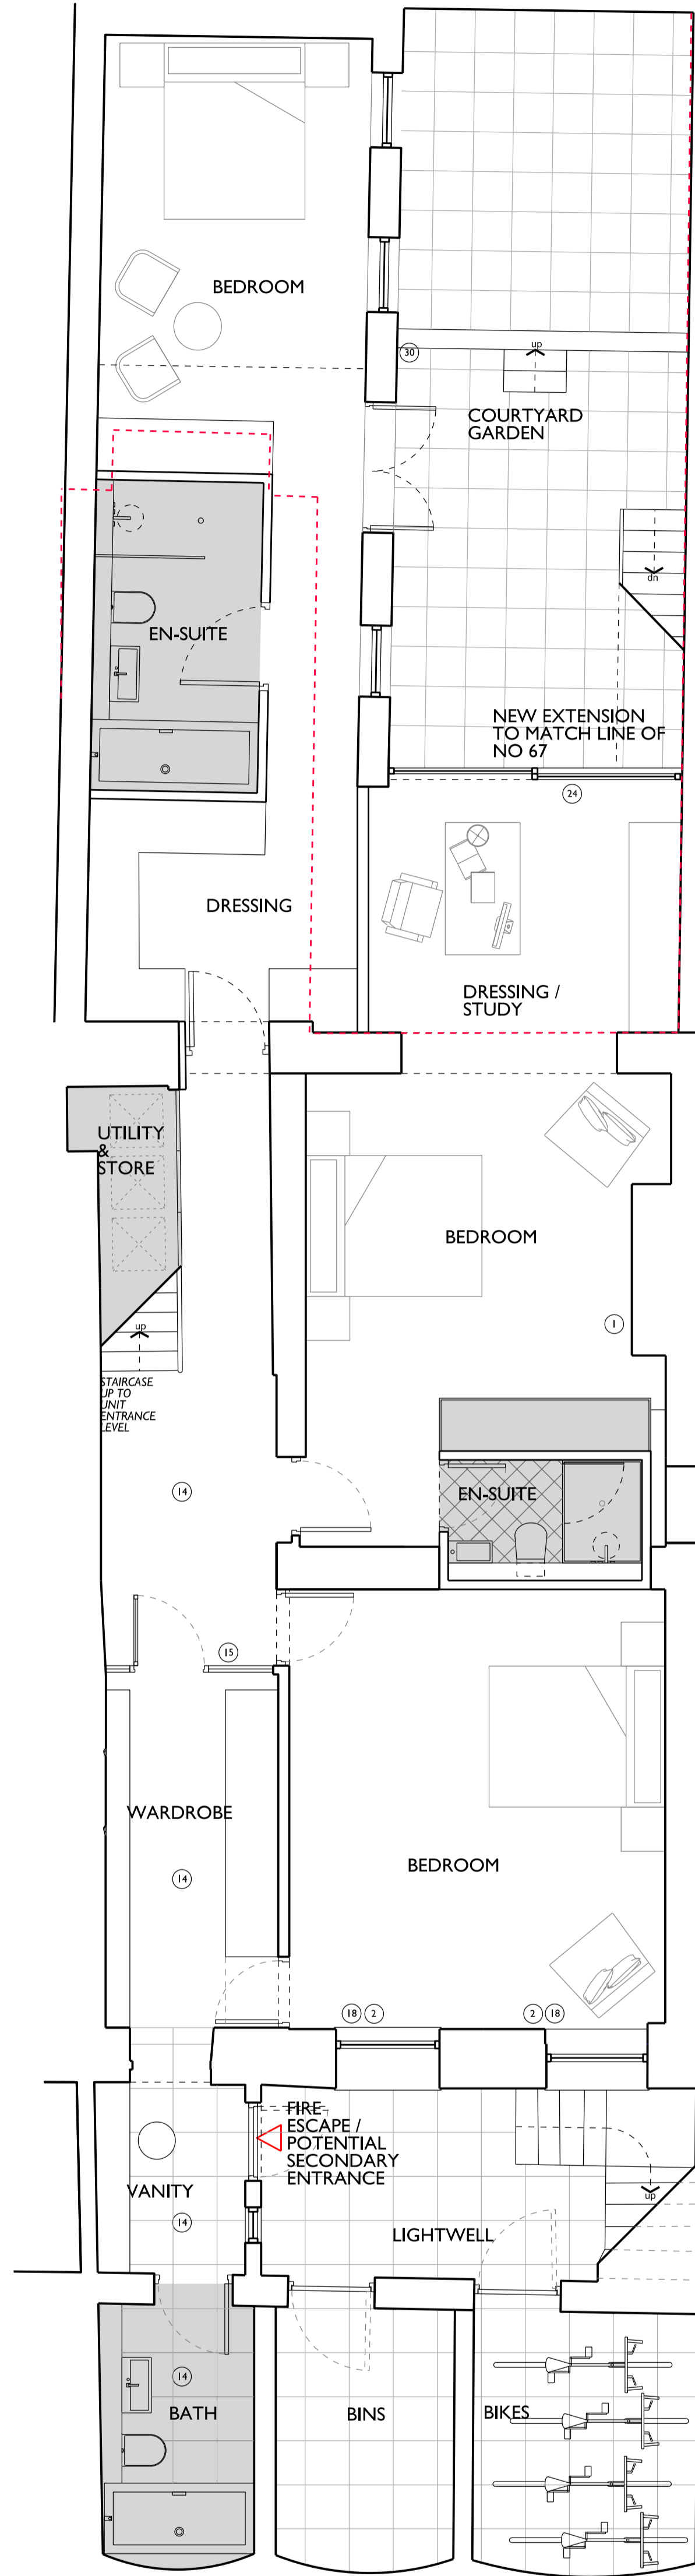 BEDROOM
up
30
COURTYARD
GARDEN
up
EN-SUITE
NEW EXTENSION
TO MATCH LINE OF
NO 67
24
DRESSING
DRESSING /
STUDY
UTILITY
&
STORE
BEDROOM
1
up
STAIRCASE
UP TO
UNIT
ENTRANCE
LEVEL
14
EN-SUITE
15
WARDROBE
BEDROOM
14
18 2
2 18
FIRE
ESCAPE /
POTENTIAL
SECONDARY
ENTRANCE
VANITY
up
14
LIGHTWELL
14
BATH
BINS
BIKES